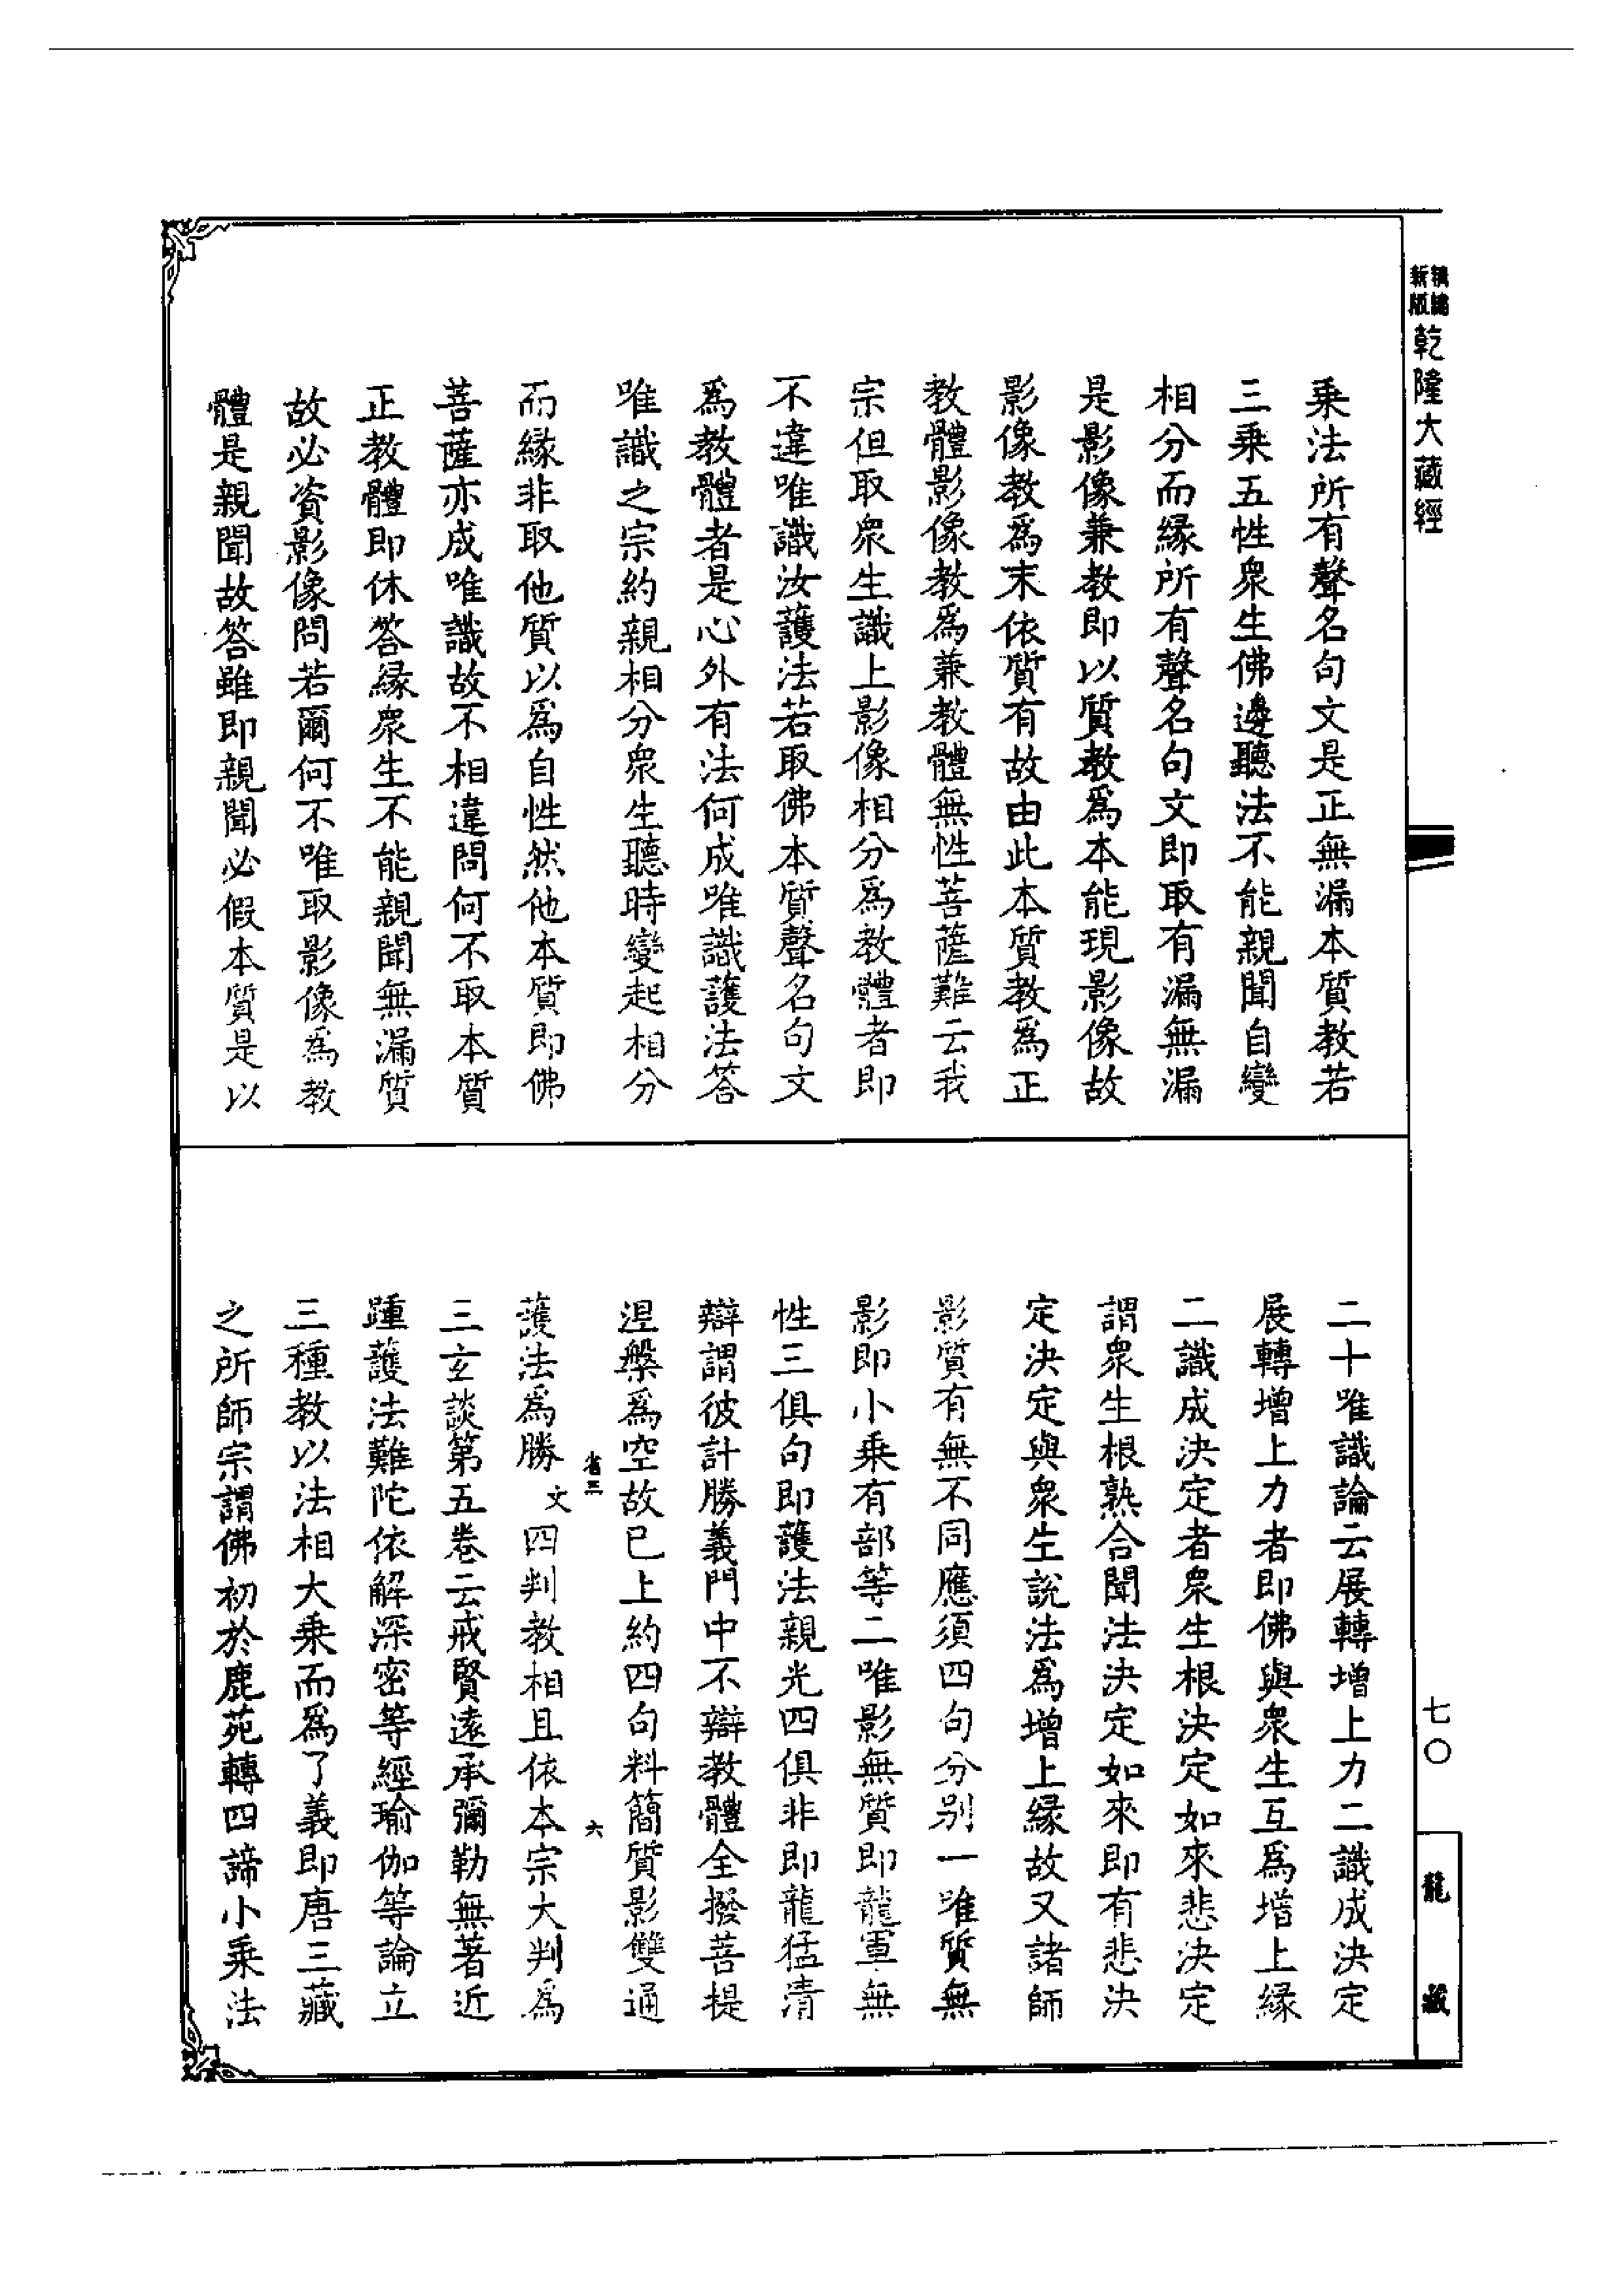 新版精編
乾隆大藏經
乘法所有聲名句文是正無漏本質教若
三乘五性衆生佛邊聽法不能親聞自變
相分而縁所有聲名句文即取有漏無漏
是影像兼教即以質教爲本能現影像故
影像教爲末依質有故由此本質教爲正
教體影像教爲兼教體無性菩薩難云我
宗但取衆生識上影像相分爲教體者即
不違唯識汝護法若取佛本質聲名句文
爲教體者是心外有法何成唯識護法答
唯識之宗約親相分衆生聽時變起相分
而縁非取他質以爲自性然他本質即佛
菩薩亦成唯識故不相違問何不取本質
正教體即休答縁衆生不能親聞無漏質
故必資影像問若爾何不唯取影像爲教
體是親聞故答雖即親聞必假本質是以
二十唯識論云展轉增上力二識成決定
展轉增上力者即佛與衆生互爲增上縁
二識成決定者衆生根決定如來悲決定
謂衆生根熟合聞法決定如來即有悲決
定決定與衆生說法爲增上縁故又諸師
影質有無不同應須四句分別一唯質無
影即小乘有部等二唯影無質即龍軍無
性三俱句即護法親光四俱非即龍猛清
辯謂彼計勝義門中不辯教體全撥菩提
涅槃爲空故已上約四句料簡質影雙通
省三
六
護法爲勝文四判教相且依本宗大判爲
三玄談第五卷云戒賢遠承彌勒無著近
踵護法難陀依解深密等經瑜伽等論立
三種教以法相大乘而爲了義即唐三藏
之所師宗謂佛初於鹿苑轉四諦小乘法
七〇
龍藏